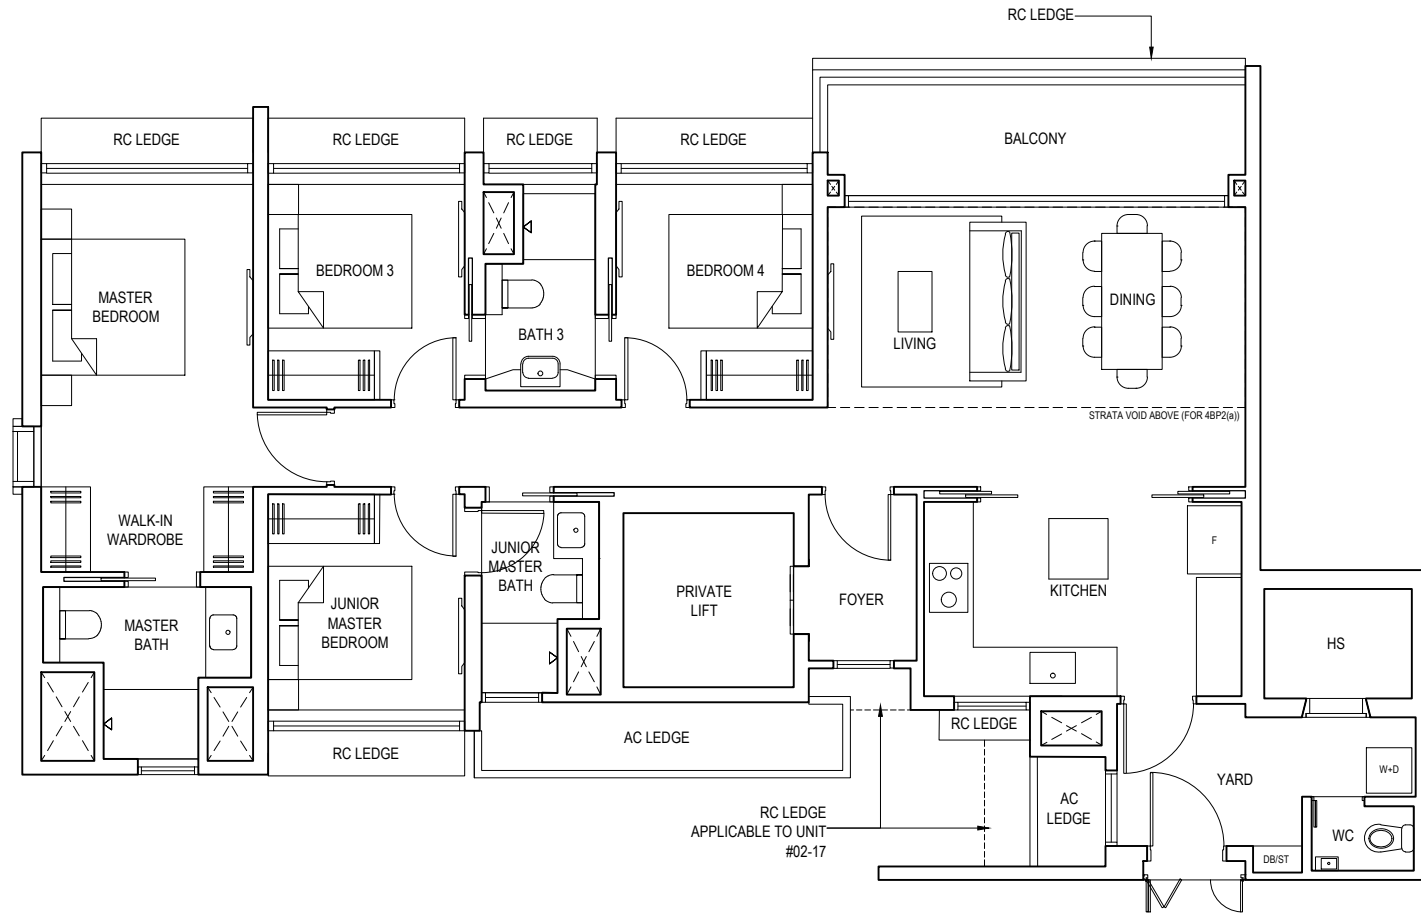 RC LEDGE
RC LEDGE
RC LEDGE
RC LEDGE
RC LEDGE
BALCONY
MASTER
BEDROOM
BEDROOM 3
BATH 3
BEDROOM 4
LIVING
DINING
STRATA VOID ABOVE (FOR 4BP2(a))
WALK-IN
WARDROBE
MASTER
BATH
JUNIOR
MASTER
BEDROOM
JUNIOR
MASTER
BATH
PRIVATE
LIFT
FOYER
KITCHEN
F
HS
RC LEDGE
AC LEDGE
RC LEDGE
YARD
W+D
AC
LEDGE
WC
DB/ST
RC LEDGE
APPLICABLE TO UNIT
#02-17